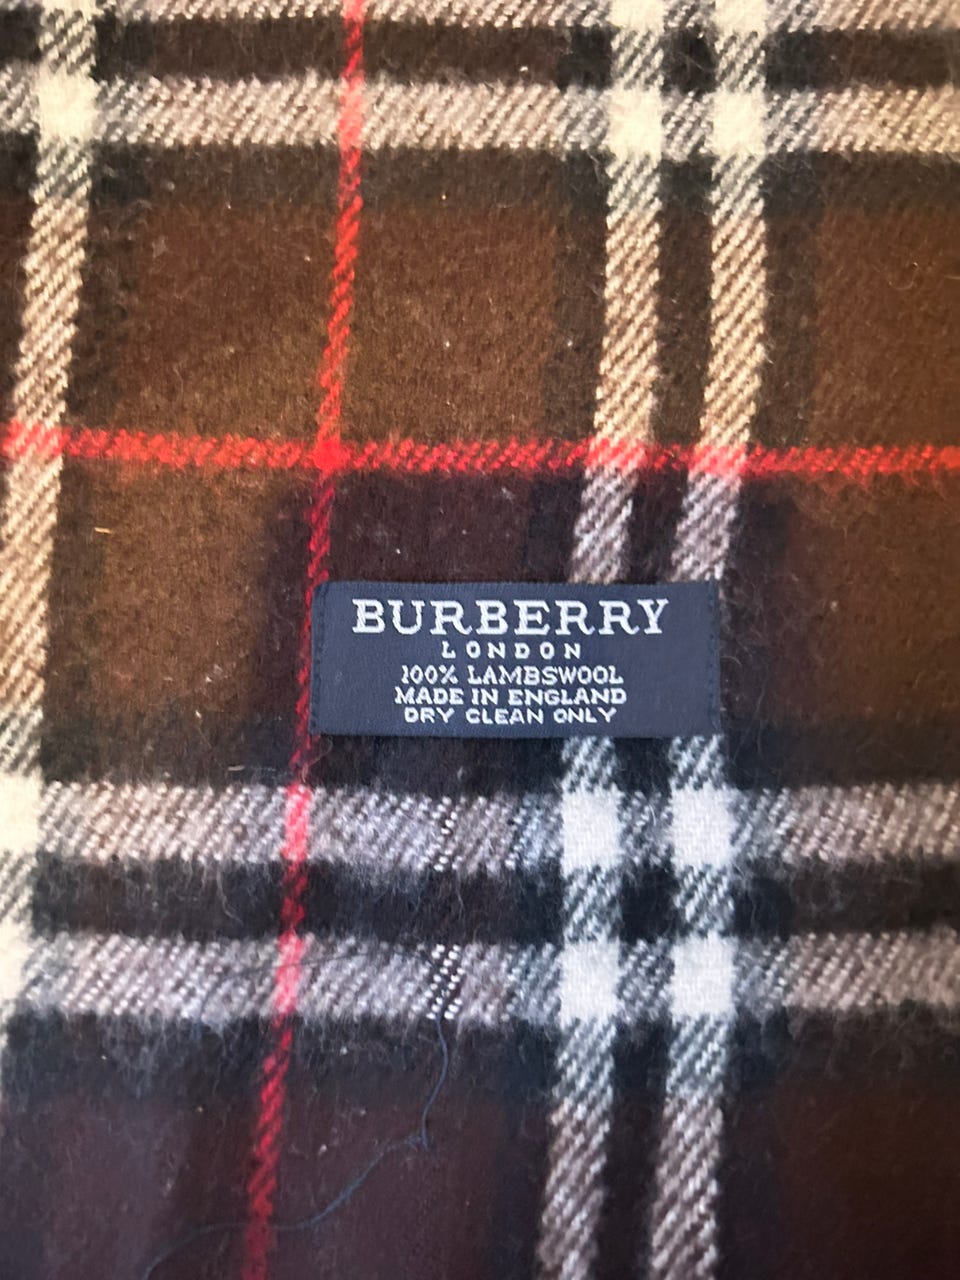 BURBERRY
LONDON
100% LAMBSWOOL
MADE IN ENGLAND
DRY CLEAN ONLY